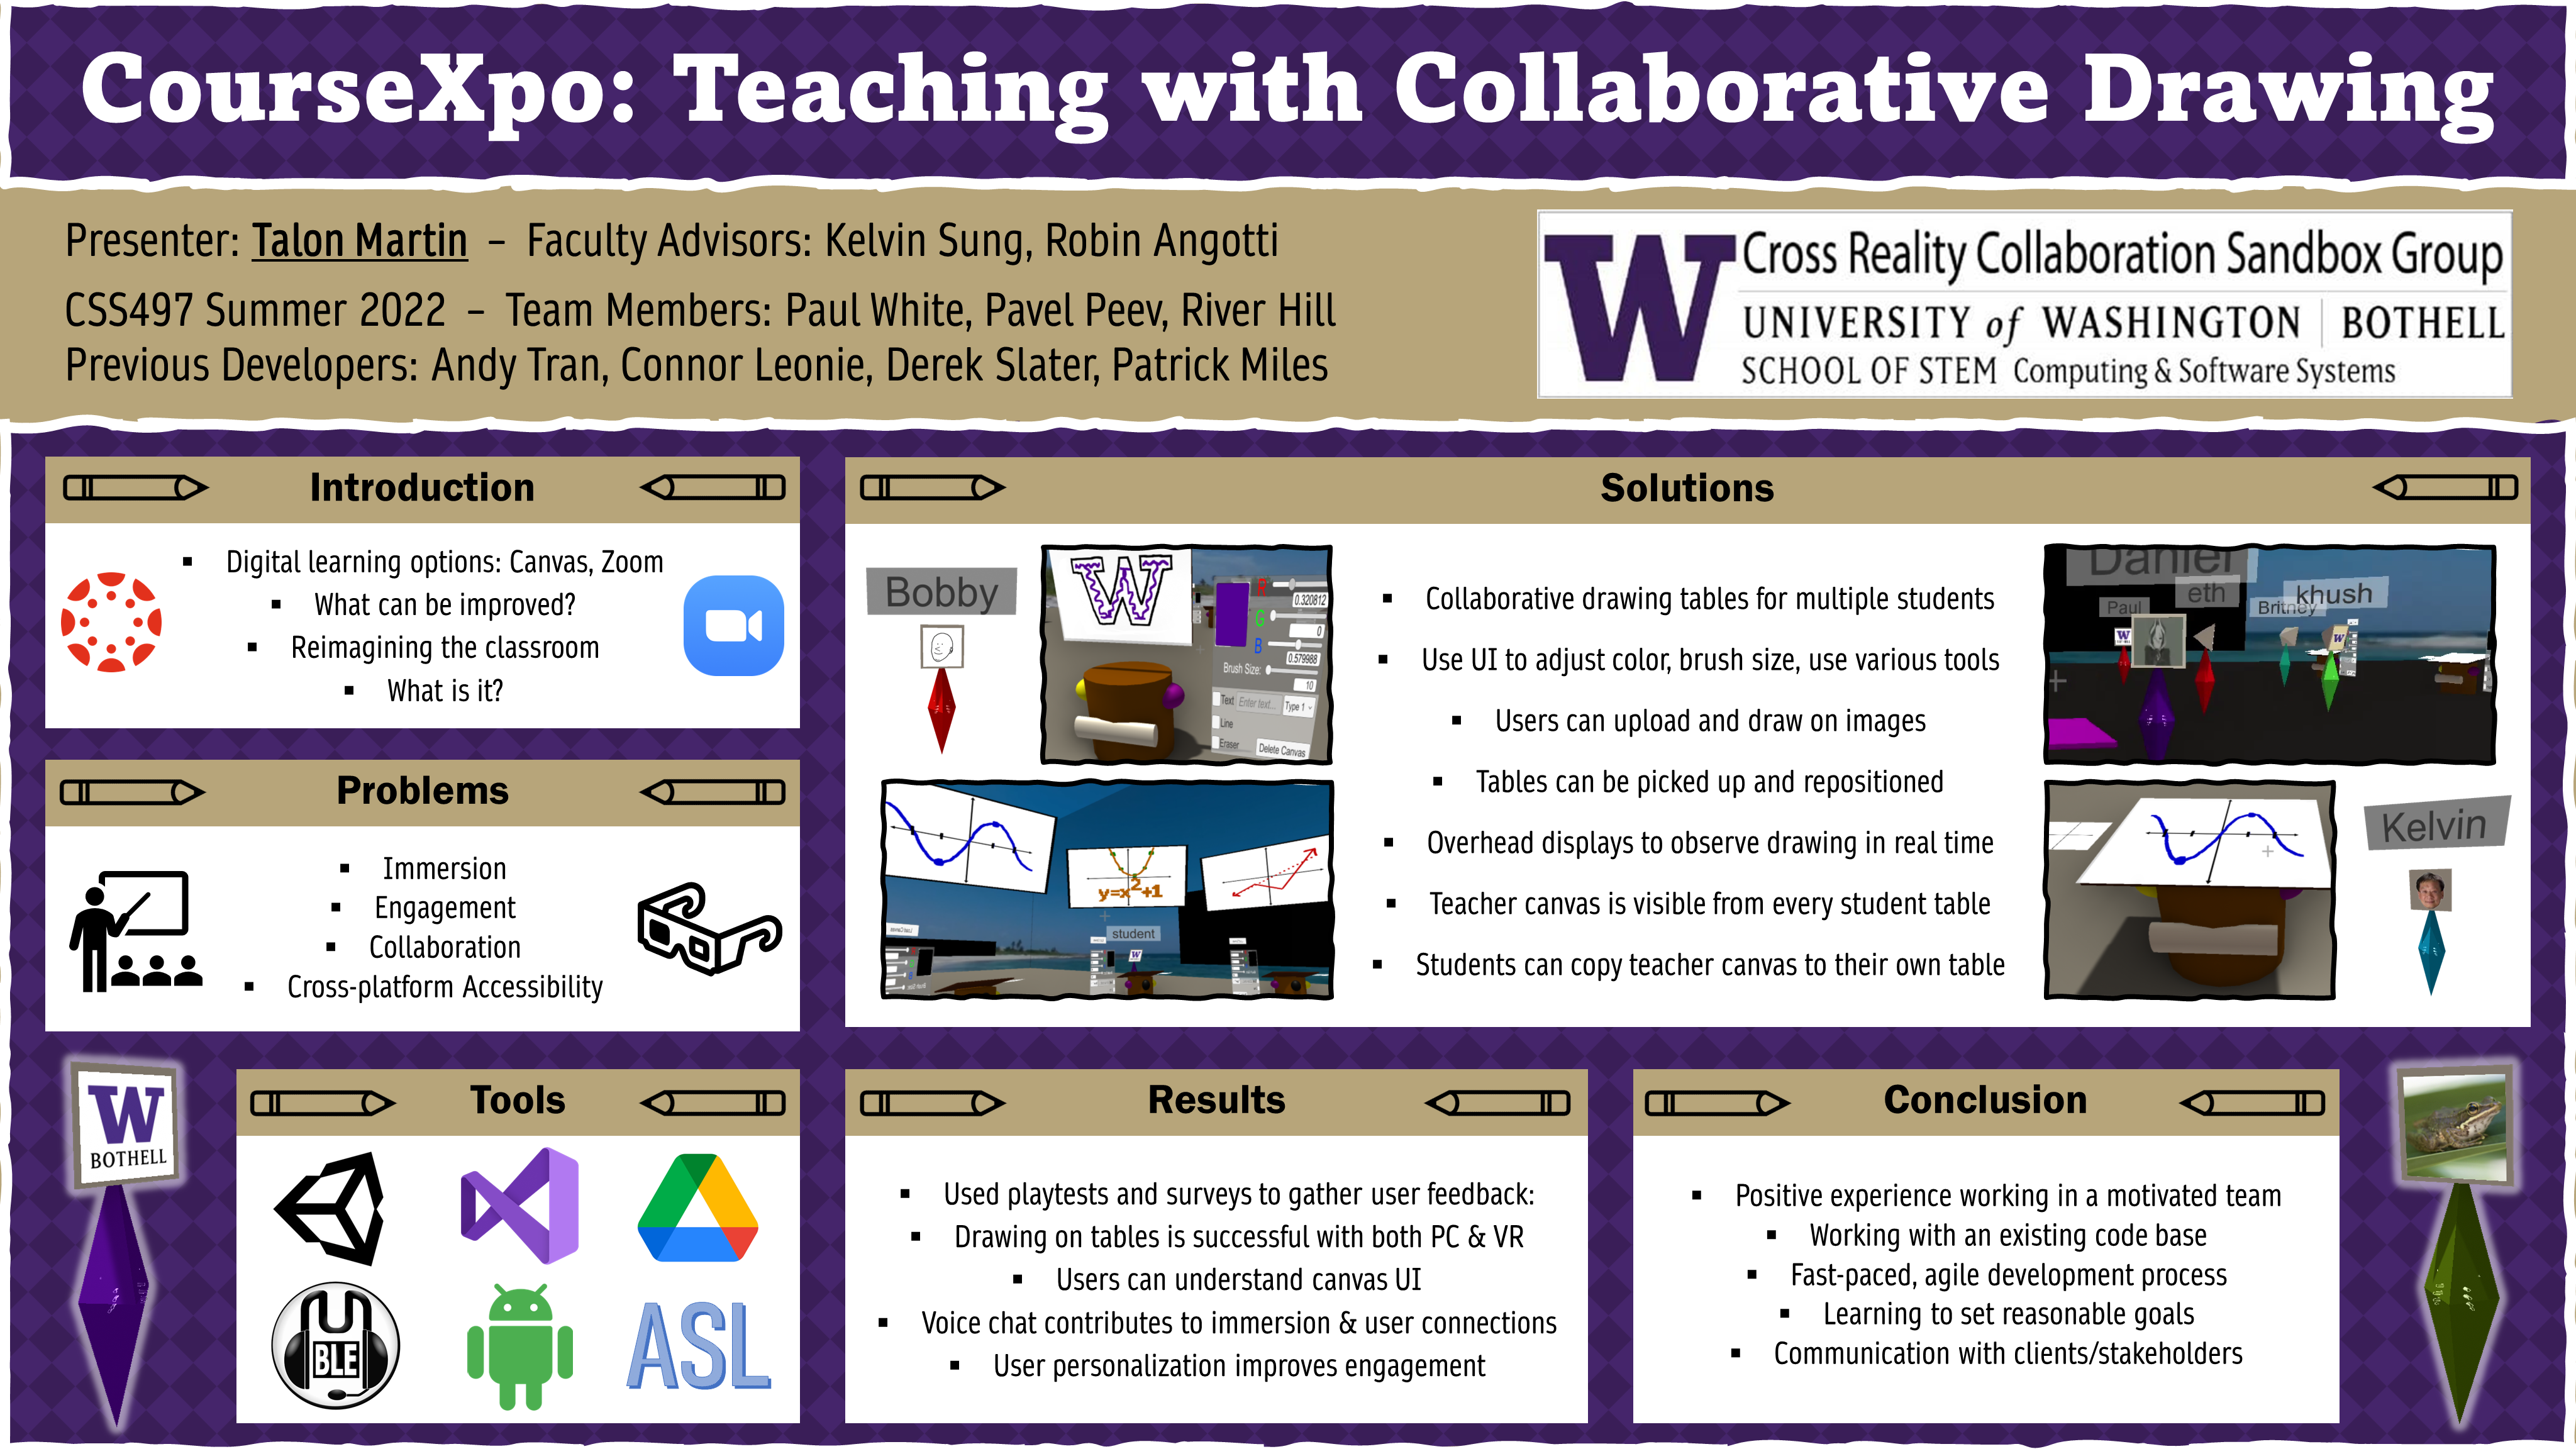 CourseXpo: Teaching with Collaborative Drawing
Presenter: Talon Martin – Faculty Advisors: Kelvin Sung, Robin Angotti
CSS497 Summer 2022 – Team Members: Paul White, Pavel Peev, River Hill
Previous Developers: Andy Tran, Connor Leonie, Derek Slater, Patrick Miles
W Cross Reality Collaboration Sandbox Group
UNIVERSITY of WASHINGTON | BOTHELL
SCHOOL OF STEM Computing & Software Systems
Introduction
▪ Digital learning options: Canvas, Zoom
▪ What can be improved?
▪ Reimagining the classroom
▪ What is it?
Problems
▪ Immersion
▪ Engagement
▪ Collaboration
▪ Cross-platform Accessibility
Solutions
Bobby
W
R
0.320812
G
0
B
0.579988
Brush Size:
10
Text Enter text... Type 1
Line
Eraser Delete Canvas
y=x²+1
student
W
▪ Collaborative drawing tables for multiple students
▪ Use UI to adjust color, brush size, use various tools
▪ Users can upload and draw on images
▪ Tables can be picked up and repositioned
▪ Overhead displays to observe drawing in real time
▪ Teacher canvas is visible from every student table
▪ Students can copy teacher canvas to their own table
Daniel
eth
khush
Paul
Britney
W
W
Kelvin
W
BOTHELL
Tools
BLE
ASL
Results
▪ Used playtests and surveys to gather user feedback:
▪ Drawing on tables is successful with both PC & VR
▪ Users can understand canvas UI
▪ Voice chat contributes to immersion & user connections
▪ User personalization improves engagement
Conclusion
▪ Positive experience working in a motivated team
▪ Working with an existing code base
▪ Fast-paced, agile development process
▪ Learning to set reasonable goals
▪ Communication with clients/stakeholders